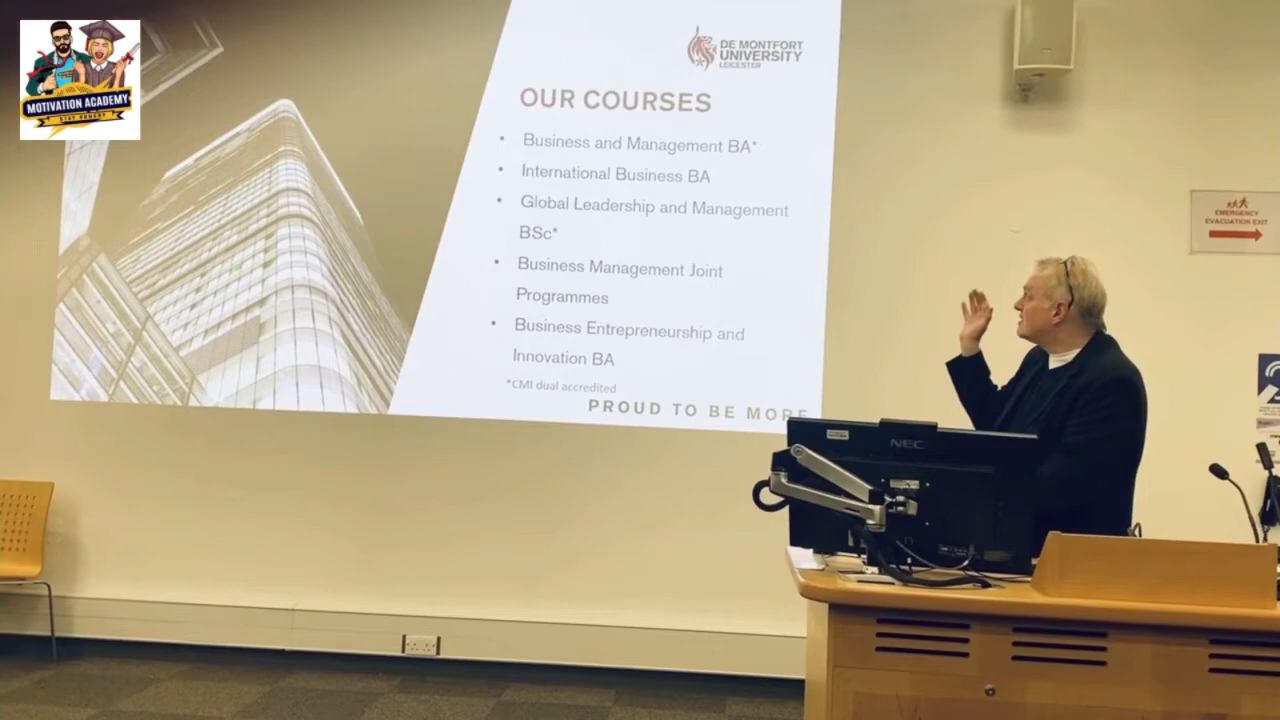 MOTIVATION ACADEMY
STAY HUNGRY
DE MONTFORT
UNIVERSITY
LEICESTER
OUR COURSES
• Business and Management BA*
• International Business BA
• Global Leadership and Management
BSc*
• Business Management Joint
Programmes
• Business Entrepreneurship and
Innovation BA
*CMI dual accredited
PROUD TO BE MORE
EMERGENCY
EVACUATION EXIT
NEC